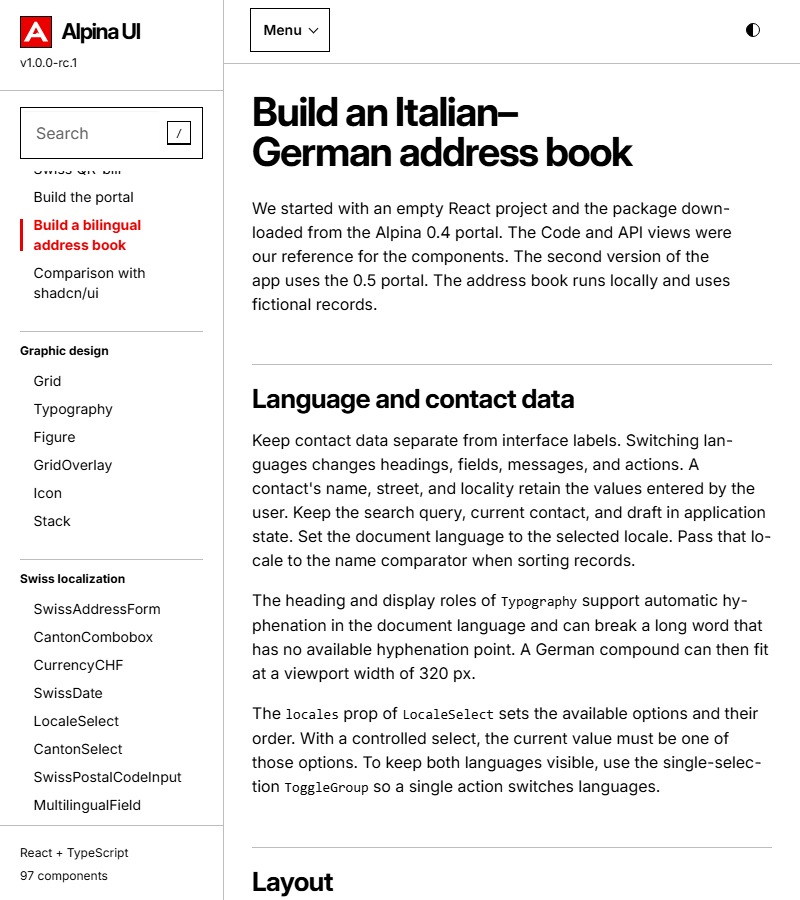 Alpina UI
v1.0.0-rc.1
Search
/
Build the portal
Build a bilingual
address book
Comparison with
shadcn/ui
Graphic design
Grid
Typography
Figure
GridOverlay
Icon
Stack
Swiss localization
SwissAddressForm
CantonCombobox
CurrencyCHF
SwissDate
LocaleSelect
CantonSelect
SwissPostalCodeInput
MultilingualField
React + TypeScript
97 components
Menu
Build an Italian–
German address book
We started with an empty React project and the package down-
loaded from the Alpina 0.4 portal. The Code and API views were
our reference for the components. The second version of the
app uses the 0.5 portal. The address book runs locally and uses
fictional records.
Language and contact data
Keep contact data separate from interface labels. Switching lan-
guages changes headings, fields, messages, and actions. A
contact's name, street, and locality retain the values entered by the
user. Keep the search query, current contact, and draft in application
state. Set the document language to the selected locale. Pass that lo-
cale to the name comparator when sorting records.
The heading and display roles of Typography support automatic hy-
phenation in the document language and can break a long word that
has no available hyphenation point. A German compound can then fit
at a viewport width of 320 px.
The locales prop of LocaleSelect sets the available options and their
order. With a controlled select, the current value must be one of
those options. To keep both languages visible, use the single-selec-
tion ToggleGroup so a single action switches languages.
Layout